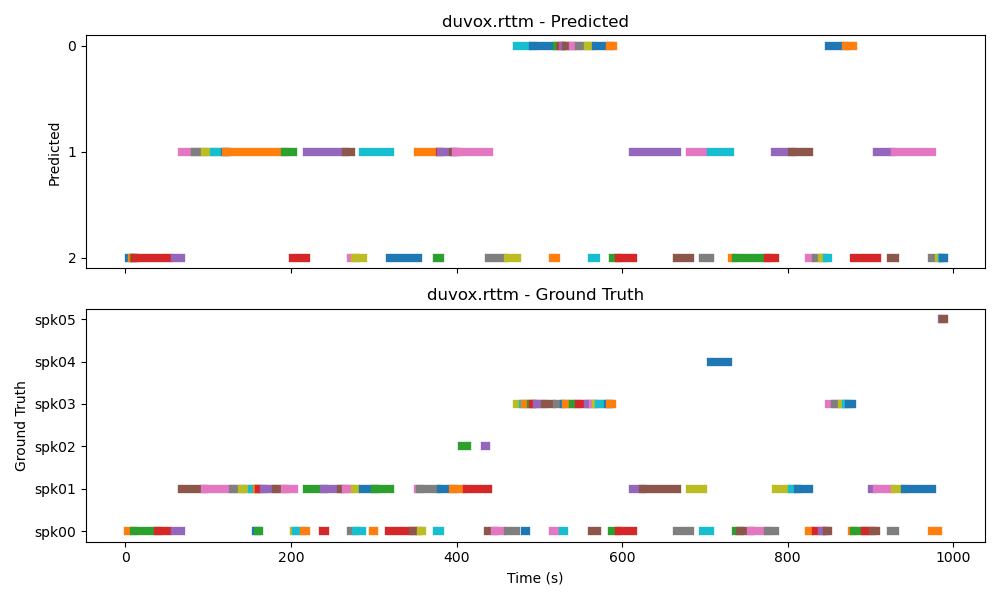 duvox.rttm - Predicted
0
1
2
Predicted
duvox.rttm - Ground Truth
spk05
spk04
spk03
spk02
spk01
spk00
Ground Truth
0
200
400
600
800
1000
Time (s)